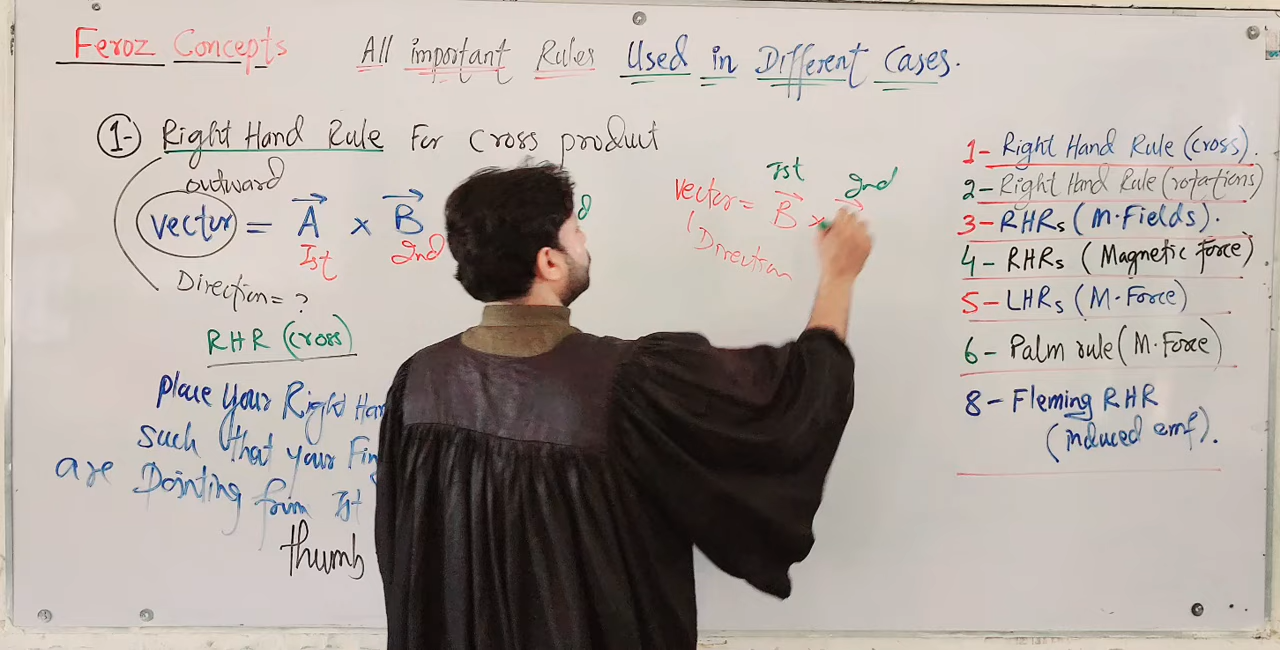 Feroz Concepts All important Rules Used in Different Cases.
1- Right Hand Rule For Cross product
outward
vector = A × B
Ist 2nd
Direction = ?
RHR (cross)
place your Right
such that your
are pointing from Ist
thumb
Ist 2nd
vector = B ×
Direction
1- Right Hand Rule (cross).
2- Right Hand Rule (rotations)
3- RHRs (M.Fields).
4- RHRs (Magnetic force)
5- LHRs (M-Force)
6- Palm rule (M.Force)
8- Fleming RHR
(induced emf).